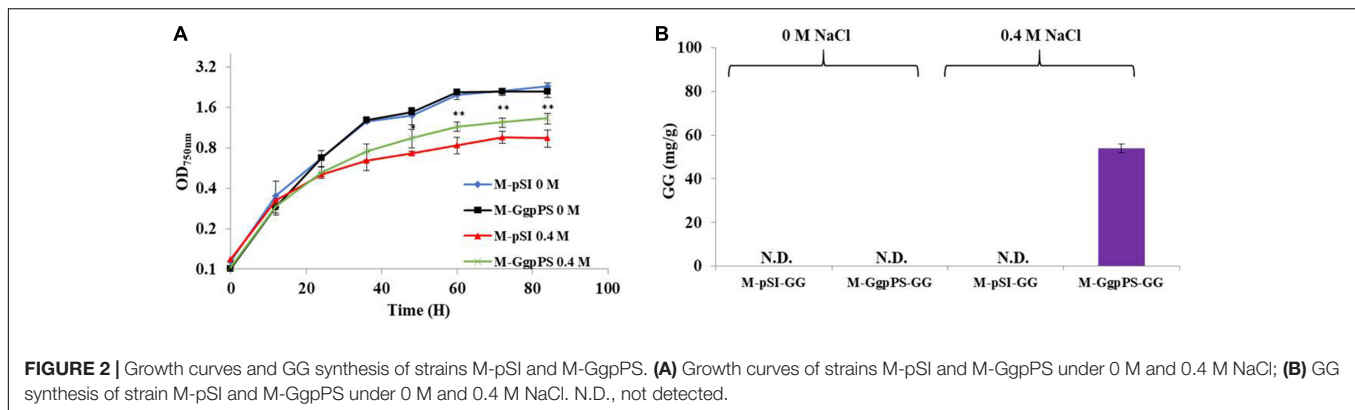 A
OD750nm
3.2
1.6
0.8
0.4
0.2
0.1
0 20 40 60 80 100
Time (H)
* ** ** **
M-pSI 0 M
M-GgpPS 0 M
M-pSI 0.4 M
M-GgpPS 0.4 M
B
GG (mg/g)
100
80
60
40
20
0
0 M NaCl 0.4 M NaCl
N.D. N.D. N.D.
M-pSI-GG M-GgpPS-GG M-pSI-GG M-GgpPS-GG
FIGURE 2 | Growth curves and GG synthesis of strains M-pSI and M-GgpPS. (A) Growth curves of strains M-pSI and M-GgpPS under 0 M and 0.4 M NaCl; (B) GG
synthesis of strain M-pSI and M-GgpPS under 0 M and 0.4 M NaCl. N.D., not detected.